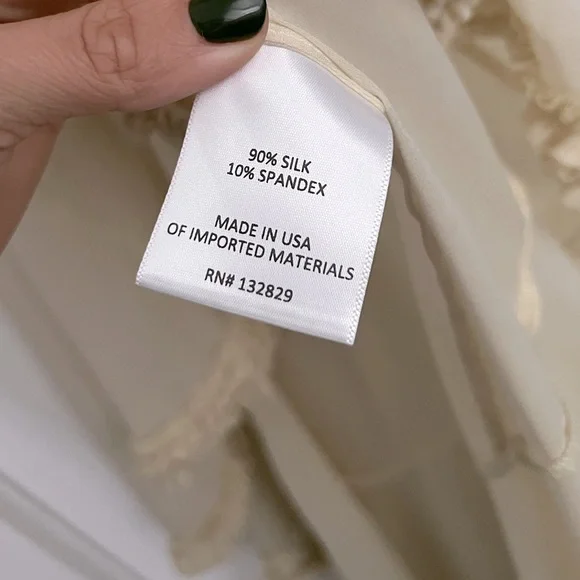 90% SILK
10% SPANDEX
MADE IN USA
OF IMPORTED MATERIALS
RN# 132829